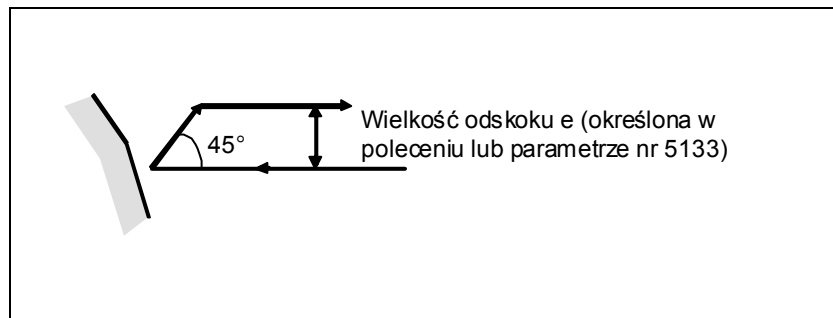 Wielkość odskoku e (określona w
45°
poleceniu lub parametrze nr 5133)